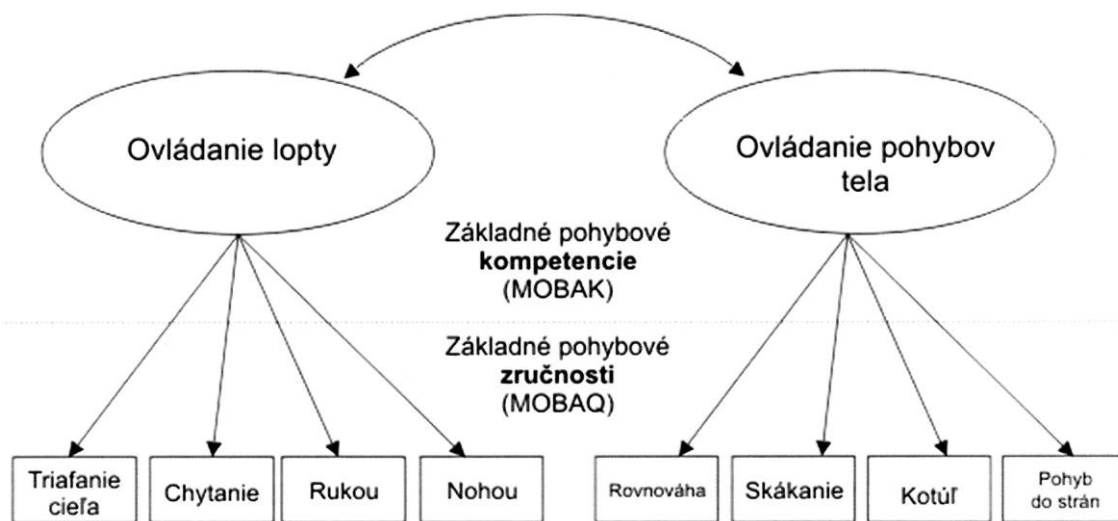 Ovládanie lopty
Ovládanie pohybov
tela
Základné pohybové
kompetencie
(MOBAK)
Základné pohybové
zručnosti
(MOBAQ)
Triafanie
cieľa
Chytanie
Rukou
Nohou
Rovnováha
Skákanie
Kotúľ
Pohyb
do strán